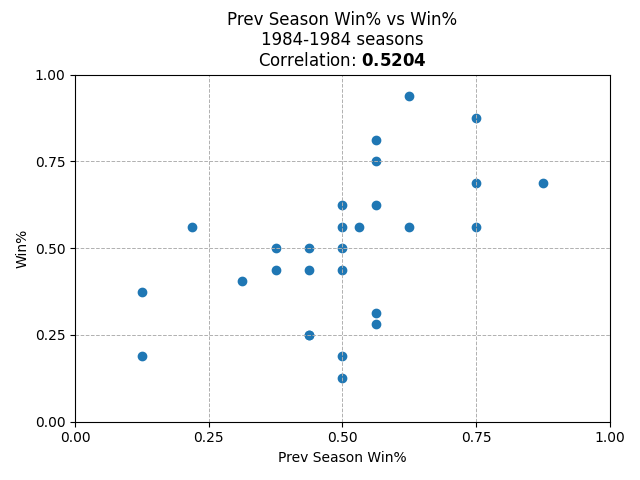 Prev Season Win% vs Win%
1984-1984 seasons
Correlation: 0.5204
1.00
0.75
0.50
0.25
0.00
Win%
0.00 0.25 0.50 0.75 1.00
Prev Season Win%